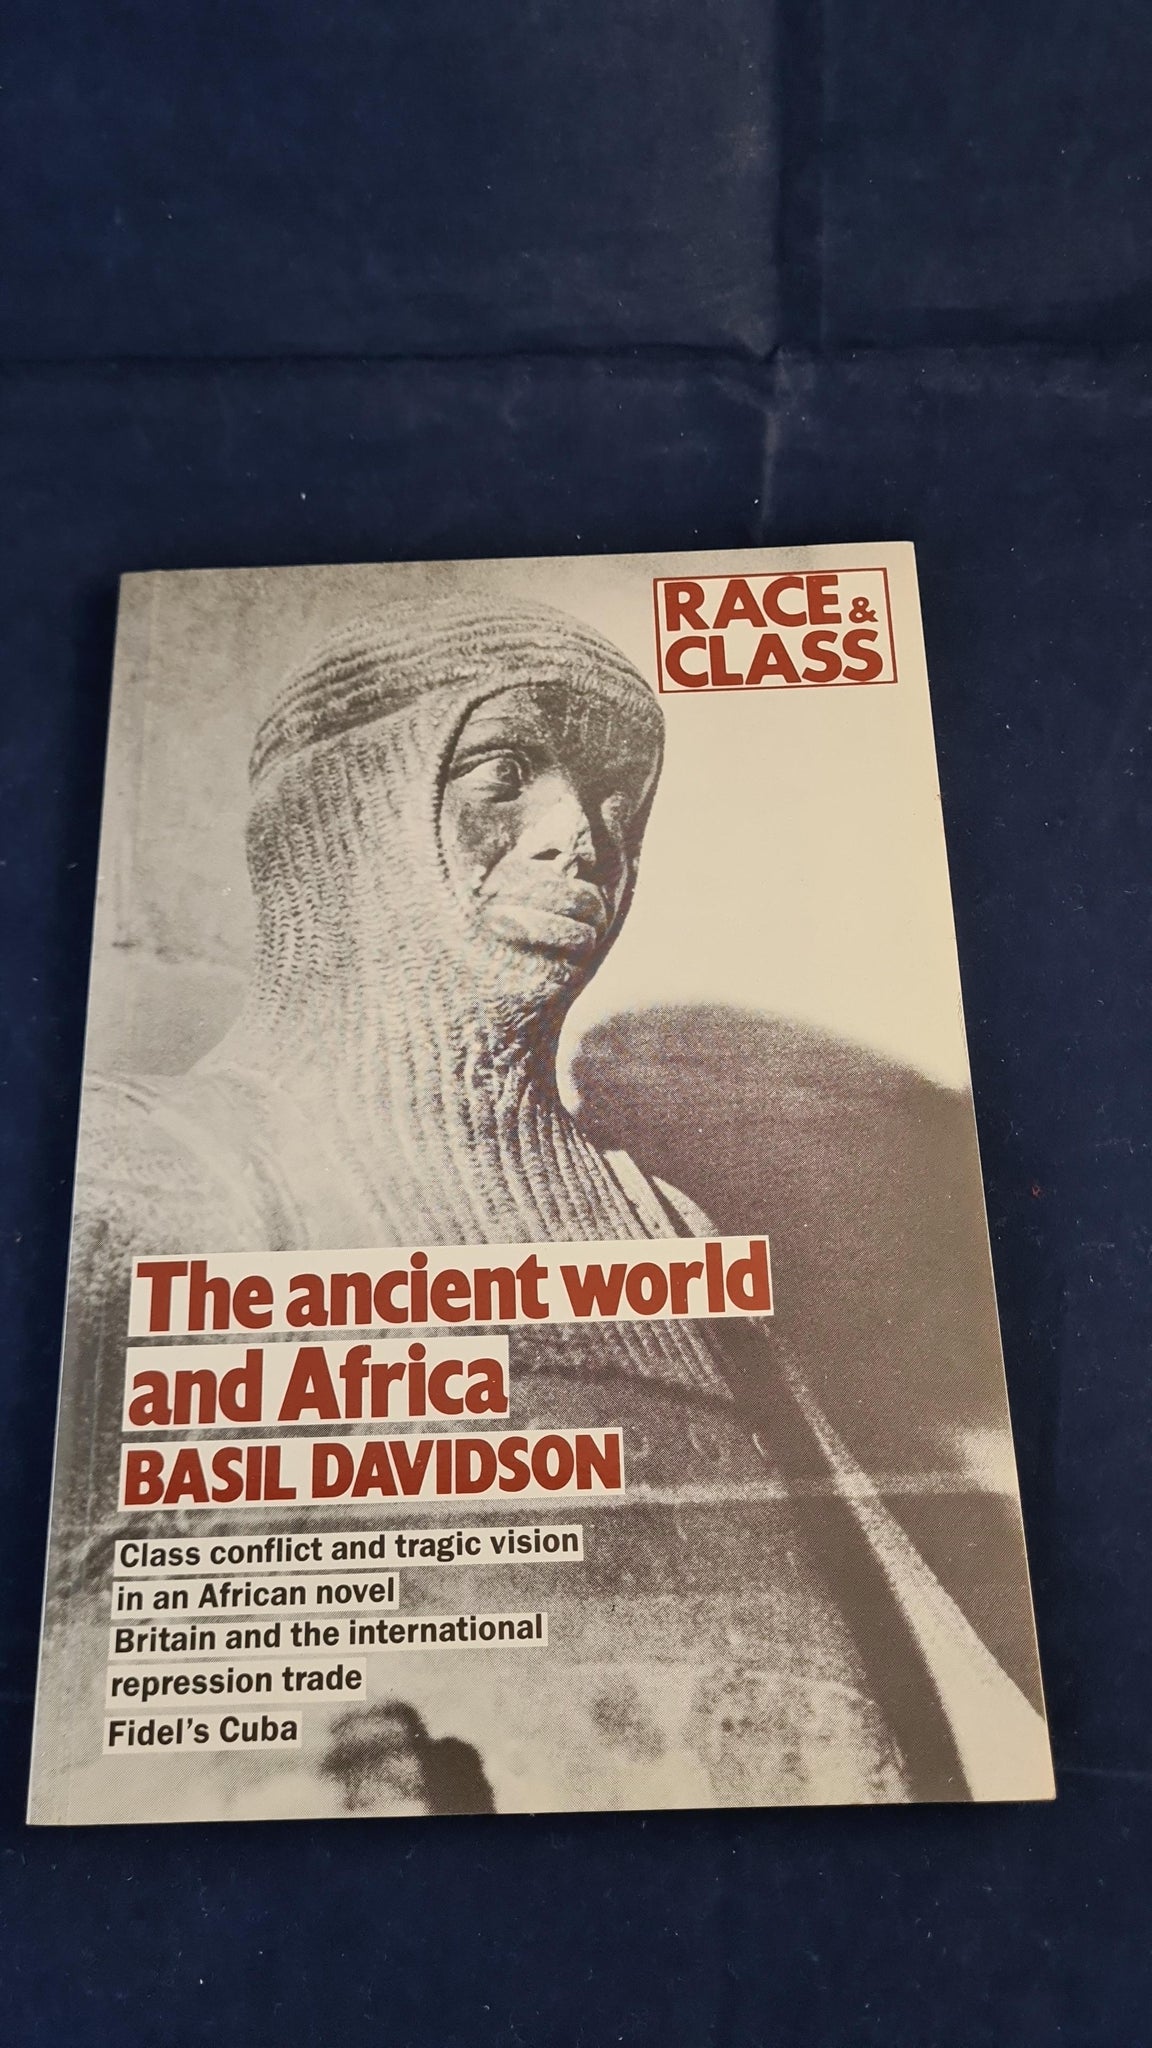 RACE &
CLASS
The ancient world
and Africa
BASIL DAVIDSON
Class conflict and tragic vision
in an African novel
Britain and the international
repression trade
Fidel's Cuba